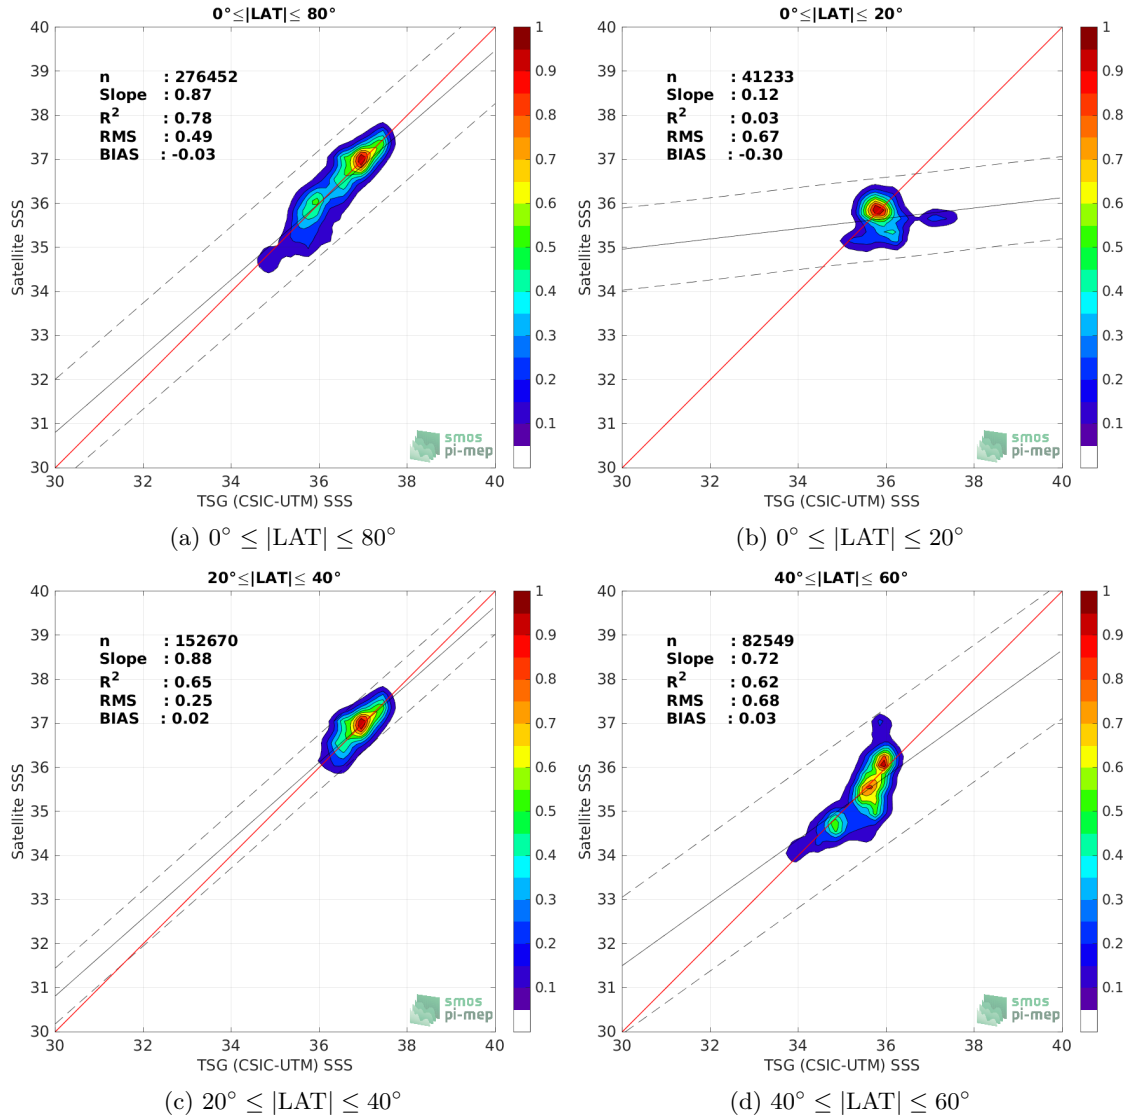 0°≤|LAT|≤ 80°
40
39
38
37
36
35
34
33
32
31
30
Satellite SSS
n : 276452
Slope : 0.87
R² : 0.78
RMS : 0.49
BIAS : -0.03
smos
pi-mep
30 32 34 36 38 40
TSG (CSIC-UTM) SSS
1
0.9
0.8
0.7
0.6
0.5
0.4
0.3
0.2
0.1
(a) 0° ≤ |LAT| ≤ 80°
0°≤|LAT|≤ 20°
40
39
38
37
36
35
34
33
32
31
30
Satellite SSS
n : 41233
Slope : 0.12
R² : 0.03
RMS : 0.67
BIAS : -0.30
smos
pi-mep
30 32 34 36 38 40
TSG (CSIC-UTM) SSS
1
0.9
0.8
0.7
0.6
0.5
0.4
0.3
0.2
0.1
(b) 0° ≤ |LAT| ≤ 20°
20°≤|LAT|≤ 40°
40
39
38
37
36
35
34
33
32
31
30
Satellite SSS
n : 152670
Slope : 0.88
R² : 0.65
RMS : 0.25
BIAS : 0.02
smos
pi-mep
30 32 34 36 38 40
TSG (CSIC-UTM) SSS
1
0.9
0.8
0.7
0.6
0.5
0.4
0.3
0.2
0.1
(c) 20° ≤ |LAT| ≤ 40°
40°≤|LAT|≤ 60°
40
39
38
37
36
35
34
33
32
31
30
Satellite SSS
n : 82549
Slope : 0.72
R² : 0.62
RMS : 0.68
BIAS : 0.03
smos
pi-mep
30 32 34 36 38 40
TSG (CSIC-UTM) SSS
1
0.9
0.8
0.7
0.6
0.5
0.4
0.3
0.2
0.1
(d) 40° ≤ |LAT| ≤ 60°